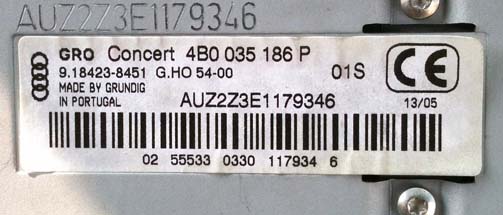 AUZ2Z3E1179346
GRO Concert 4B0 035 186 P
9.18423-8451 G.HO 54-00 01S
MADE BY GRUNDIG
IN PORTUGAL
AUZ2Z3E1179346
CE
13/05
02 55533 0330 117934 6